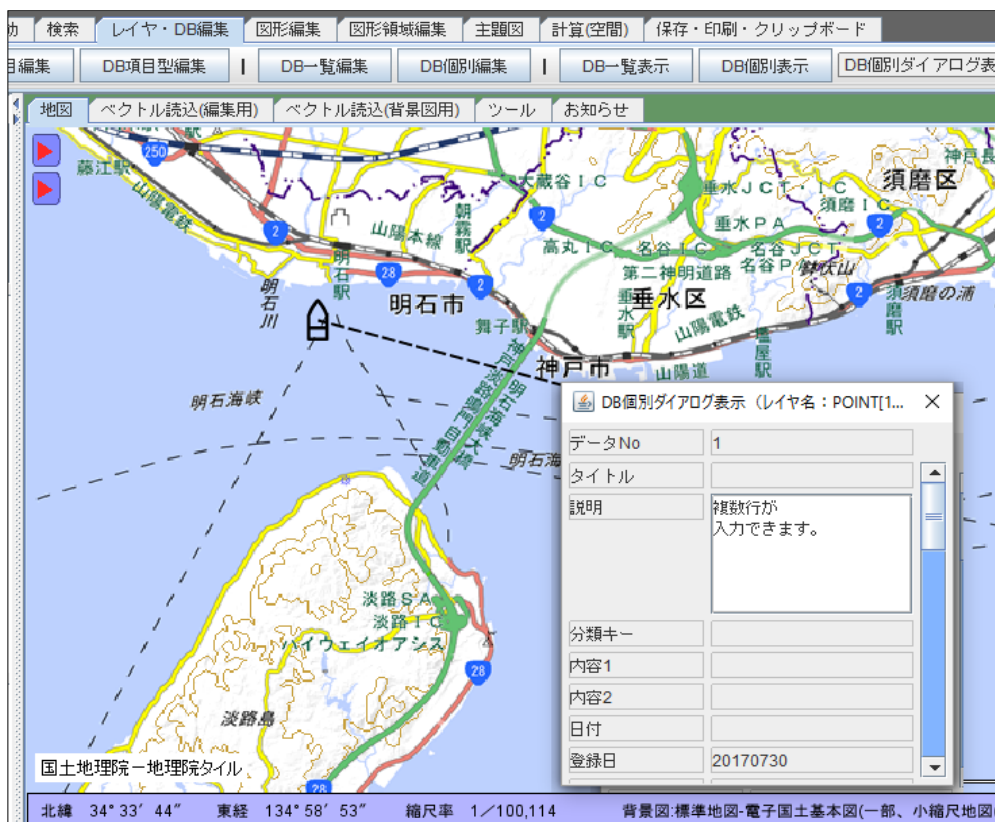 検索 レイヤ・DB編集 図形編集 図形領域編集 主題図 計算(空間) 保存・印刷・クリップボード
目編集 DB項目型編集 DB一覧編集 DB個別編集 DB一覧表示 DB個別表示 DB個別ダイアログ表
地図 ベクトル読込(編集用) ベクトル読込(背景図用) ツール お知らせ
250
藤江駅
山陽電鉄
2
明石駅
明石川
28
山陽本線
朝霧駅
明石市
2
大蔵谷IC
2
高丸IC
名谷IC
第二神明道路
垂水JCT・IC
垂水PA
名谷JCT
須磨IC
2
須磨区
垂水区
垂水駅
山陽電鉄
塩屋駅
2
須磨駅
須磨の浦
舞子駅
神戸市
山陽道
明石海峡
明石海峡大橋
神戸淡路鳴門自動車道
淡路SA
淡路IC
ハイウェイオアシス
28
淡路島
28
国土地理院-地理院タイル
DB個別ダイアログ表示 (レイヤ名:POINT[1...
データNo 1
タイトル
説明 複数行が
入力できます。
分類キー
内容1
内容2
日付
登録日 20170730
北緯 34° 33′ 44″ 東経 134° 58′ 53″ 縮尺率 1/100,114 背景図:標準地図-電子国土基本図(一部、小縮尺地図